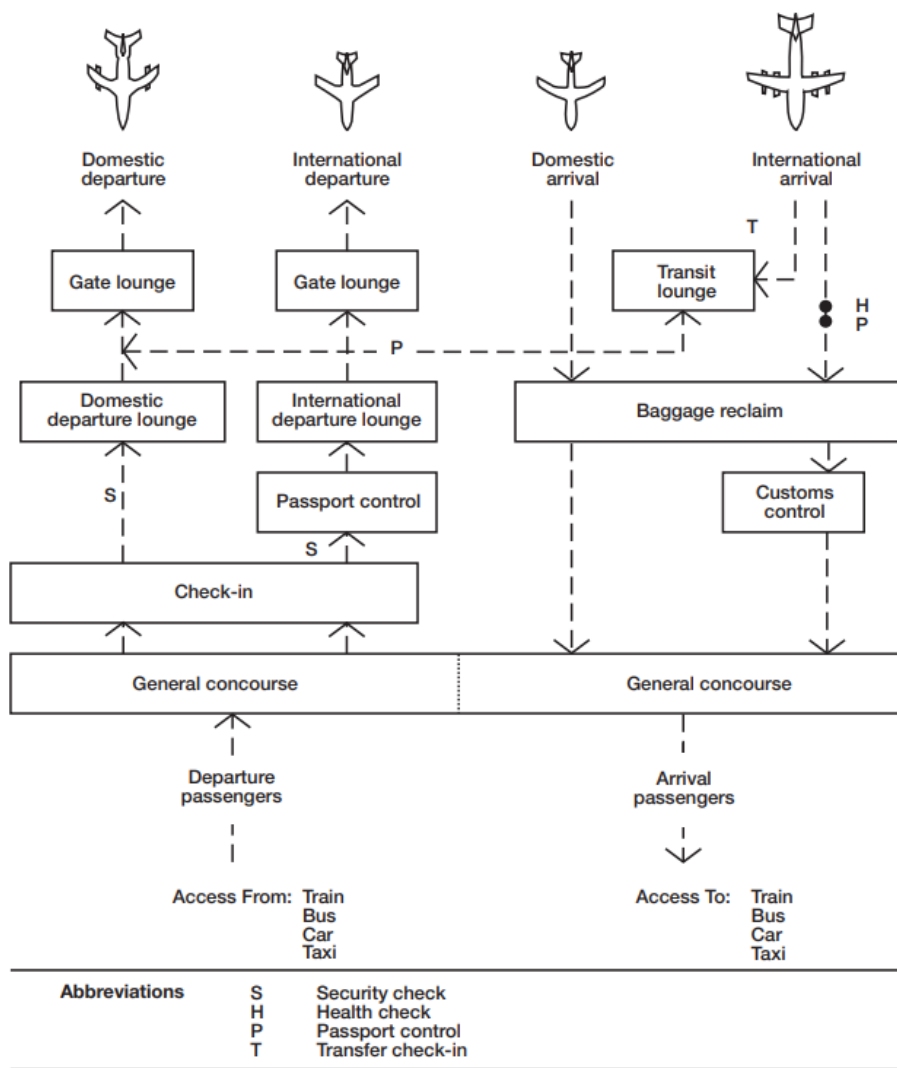 Domestic
departure
International
departure
Domestic
arrival
International
arrival
T
Gate lounge
Gate lounge
Transit
lounge
H
P
P
Domestic
departure lounge
International
departure lounge
Baggage reclaim
S
Passport control
Customs
control
S
Check-in
General concourse
General concourse
Departure
passengers
Arrival
passengers
Access From: Train
Bus
Car
Taxi
Access To: Train
Bus
Car
Taxi
Abbreviations
S Security check
H Health check
P Passport control
T Transfer check-in